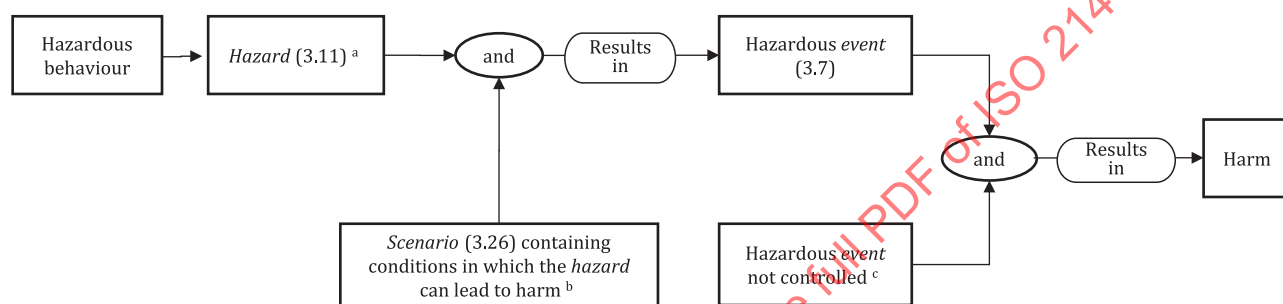 Hazardous
behaviour
Hazard (3.11) ᵃ
and
Results
in
Hazardous event
(3.7)
and
Results
in
Harm
Scenario (3.26) containing
conditions in which the hazard
can lead to harm ᵇ
Hazardous event
not controlled ᶜ
full PDF of ISO 214